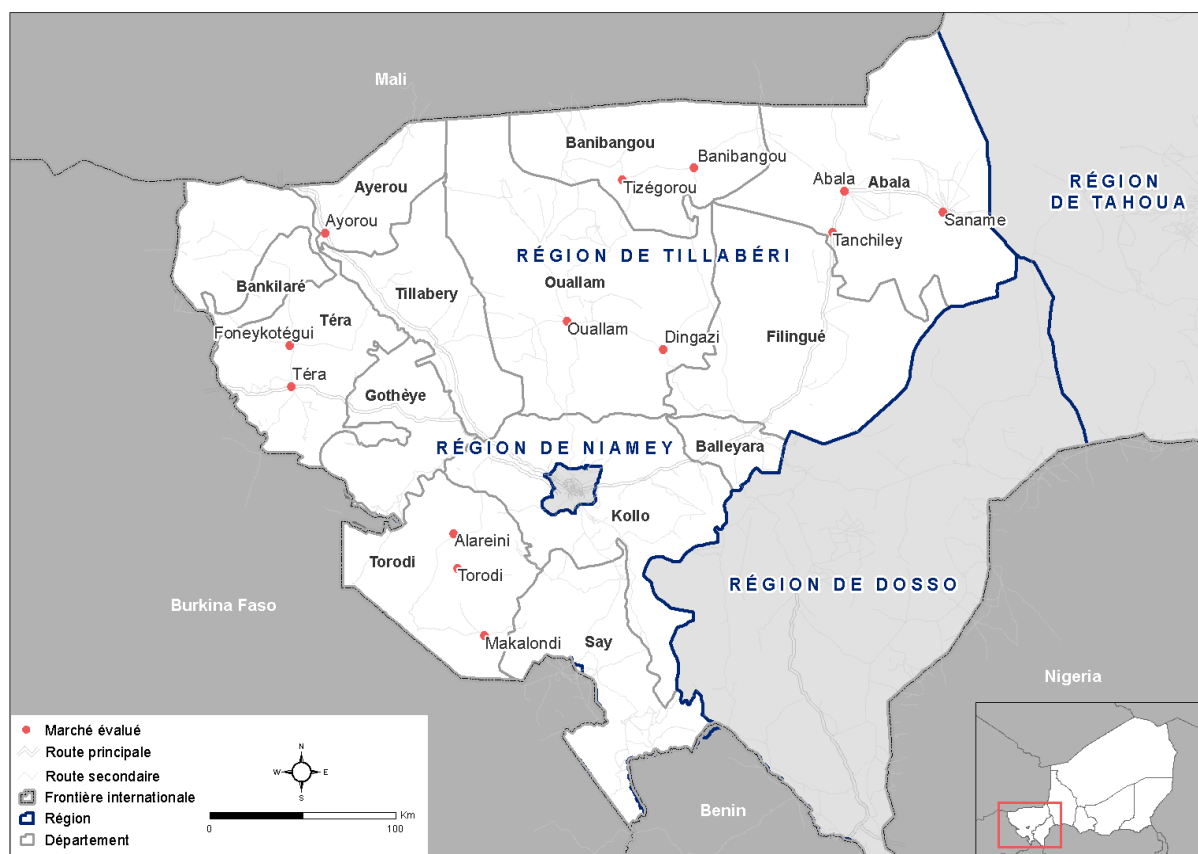 Mali
Banibangou
Banibangou
Tizégorou
Ayerou
Ayorou
Abala
Abala
Saname
Tanchiley
RÉGION
DE TAHOUA
RÉGION DE TILLABÉRI
Bankilaré
Tillabery
Ouallam
Ouallam
Dingazi
Filingué
Foneykotégui
Téra
Téra
Gothèye
RÉGION DE NIAMEY
Balleyara
Kollo
Alareini
Torodi
Torodi
Makalondi
Say
RÉGION DE DOSSO
Burkina Faso
Nigeria
Benin
Marché évalué
Route principale
Route secondaire
Frontière internationale
Région
Département
N
W
E
S
Km
0
100